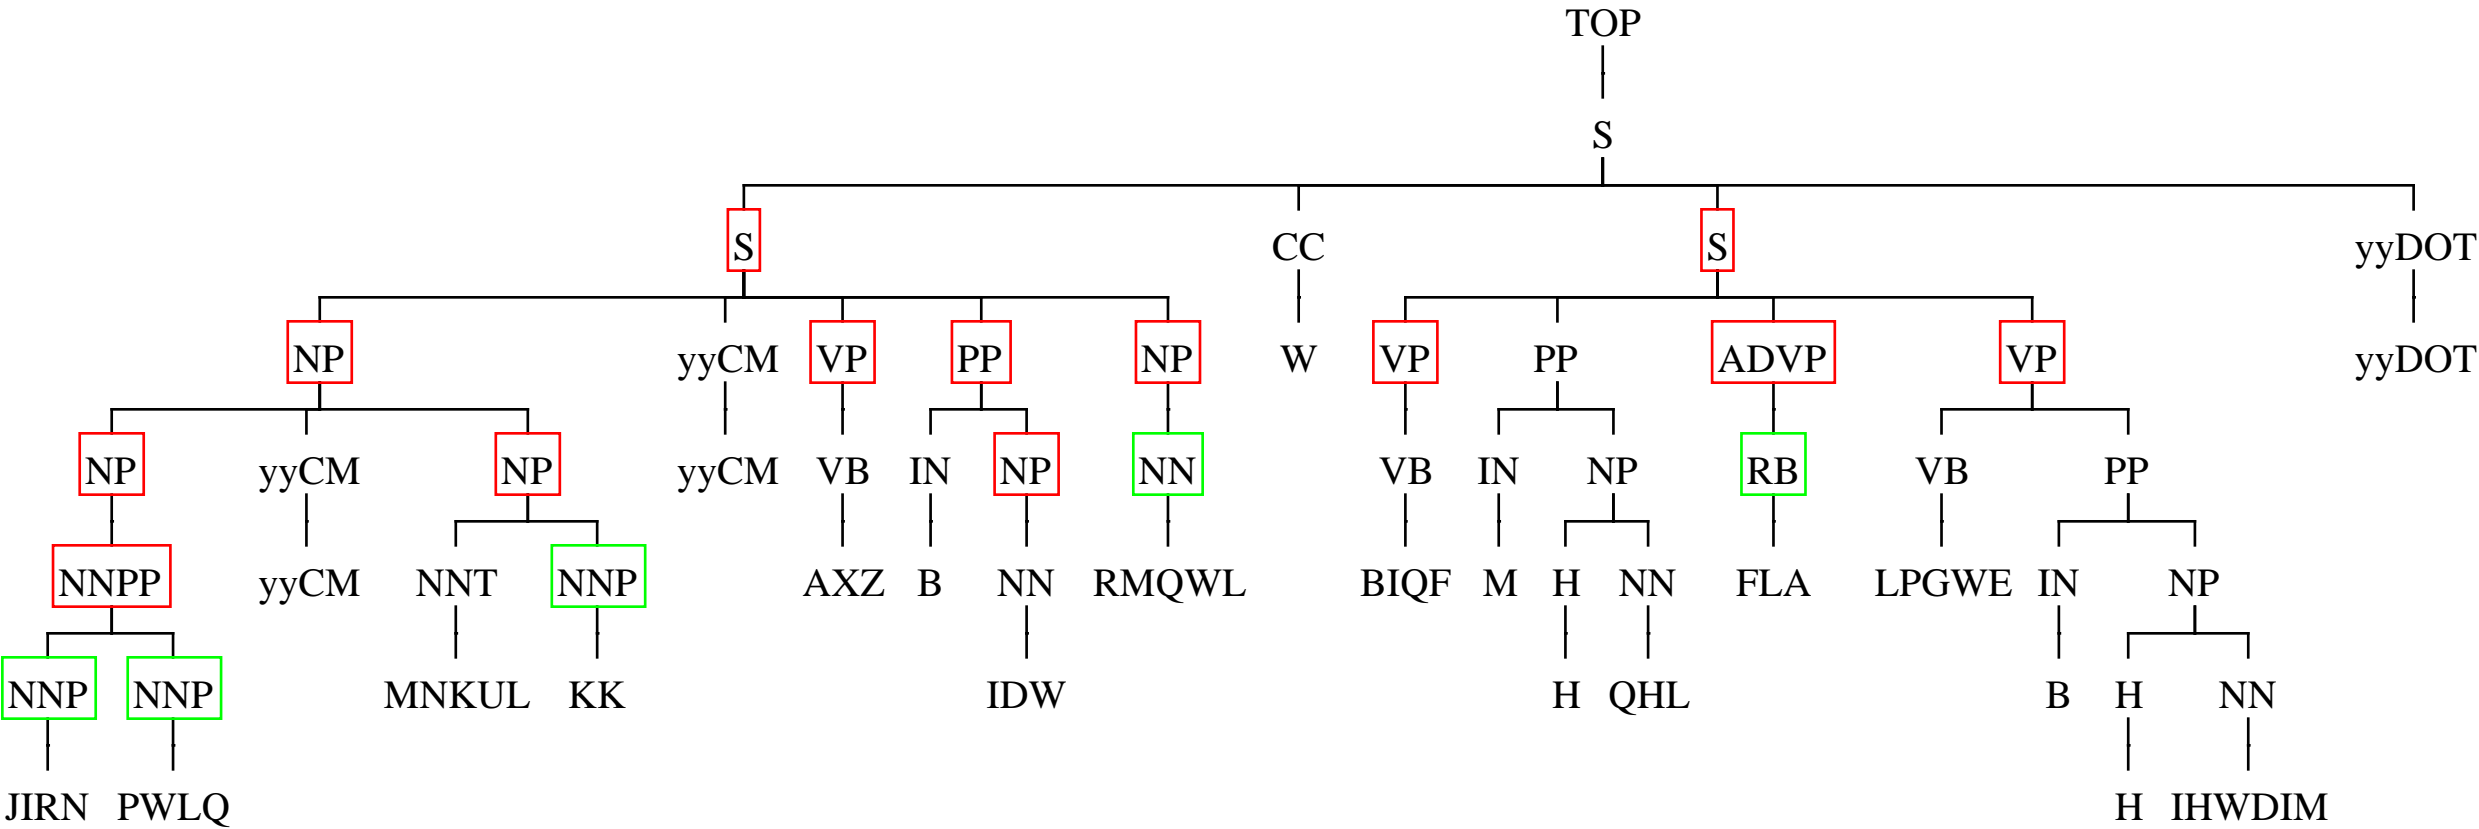 TOP
S
S CC S yyDOT
NP yyCM VP PP NP W VP PP ADVP VP yyDOT
NP yyCM NP yyCM VB IN NP NN VB IN NP RB VB PP
NNPP yyCM NNT NNP AXZ B NN RMQWL BIQF M H NN FLA LPGWE IN NP
NNP NNP MNKUL KK IDW H QHL B H NN
JIRN PWLQ H IHWDIM